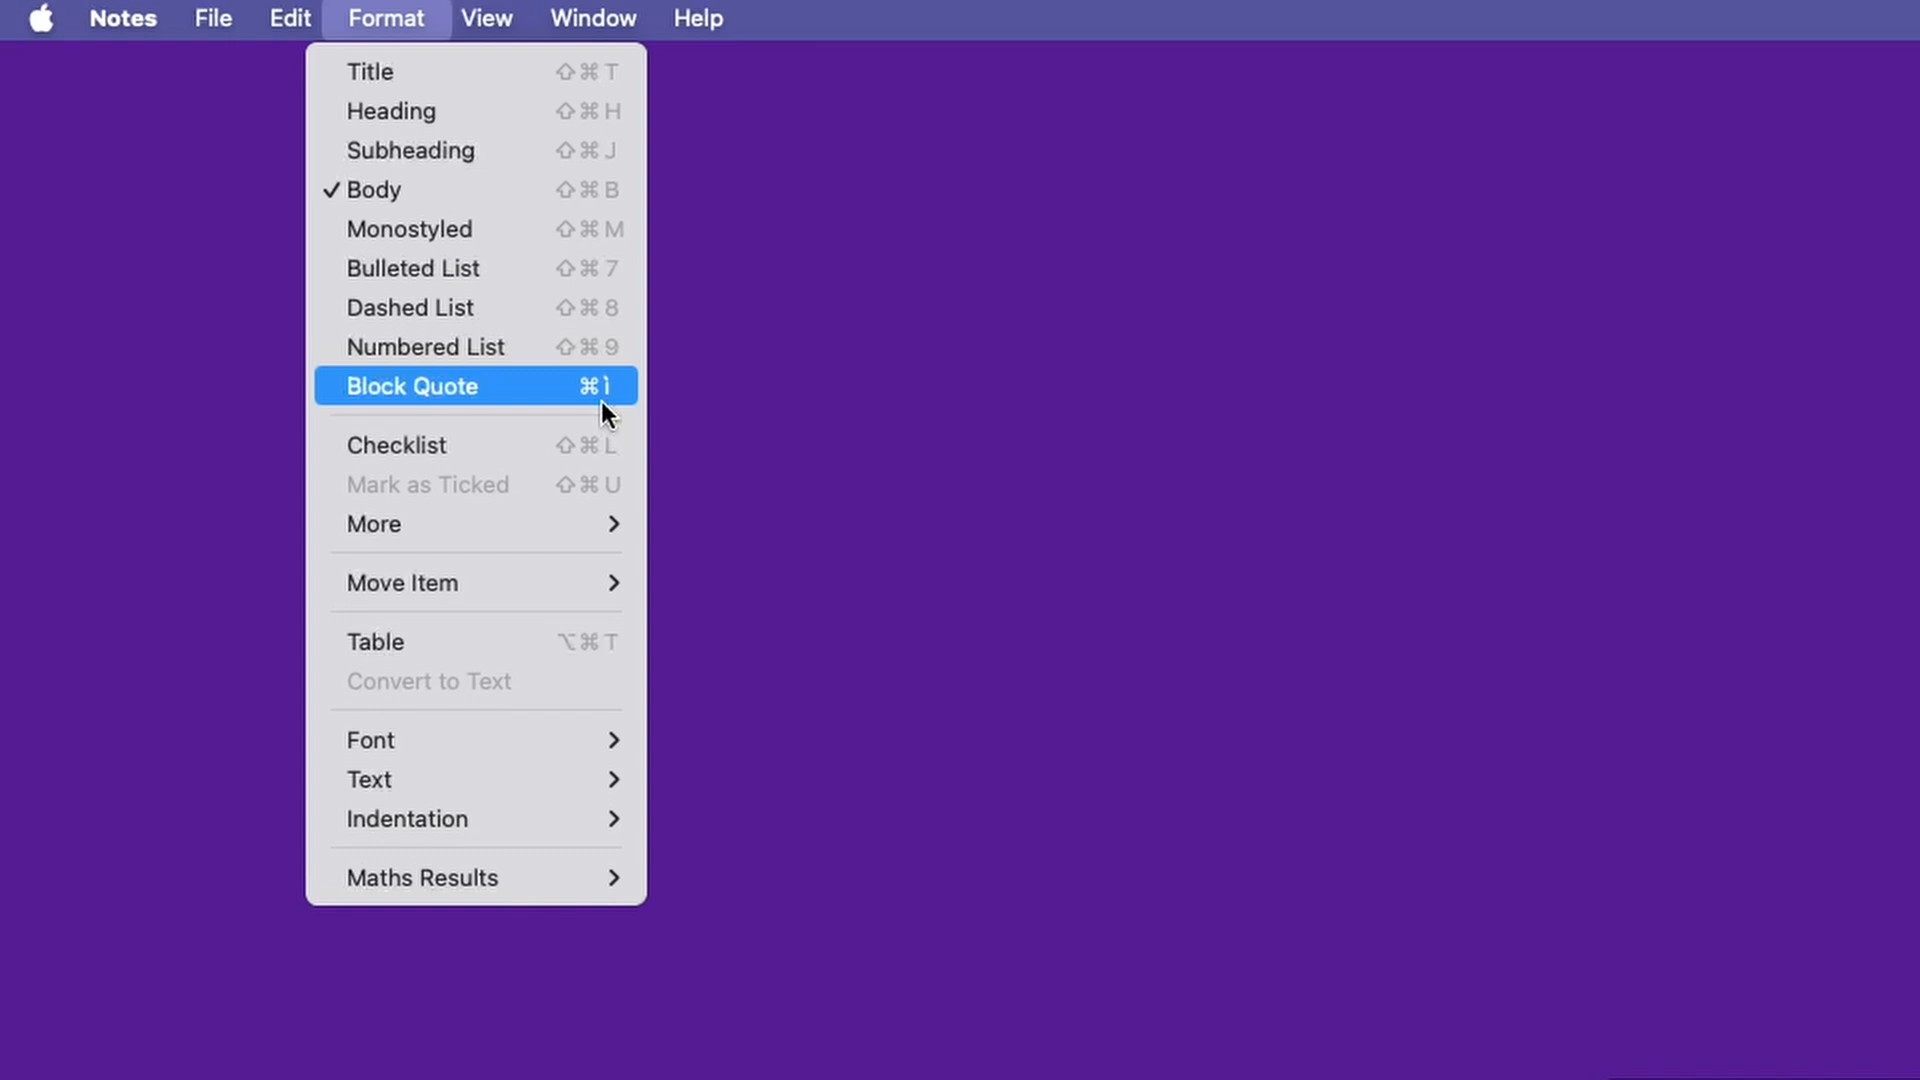 Notes File Edit Format View Window Help
Title ⇧⌘T
Heading ⇧⌘H
Subheading ⇧⌘J
✓ Body ⇧⌘B
Monostyled ⇧⌘M
Bulleted List ⇧⌘7
Dashed List ⇧⌘8
Numbered List ⇧⌘9
Block Quote ⌘ì
Checklist ⇧⌘L
Mark as Ticked ⇧⌘U
More >
Move Item >
Table ⌥⌘T
Convert to Text
Font >
Text >
Indentation >
Maths Results >